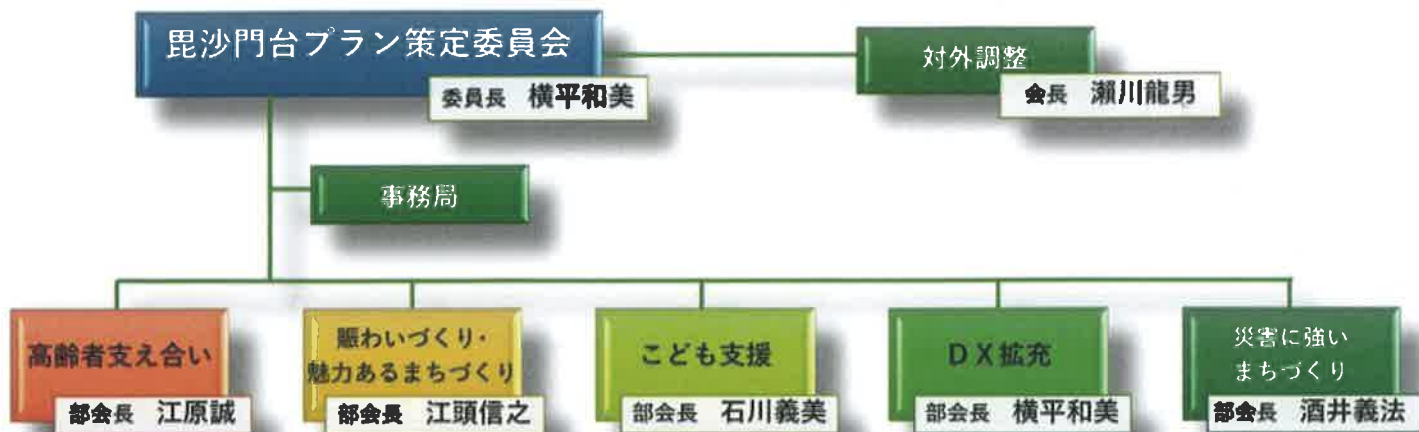 毘沙門台プラン策定委員会
委員長 横平和美
対外調整
会長 瀬川龍男
事務局
高齢者支え合い
部会長 江原誠
賑わいづくり・
魅力あるまちづくり
部会長 江頭信之
こども支援
部会長 石川義美
DX拡充
部会長 横平和美
災害に強い
まちづくり
部会長 酒井義法